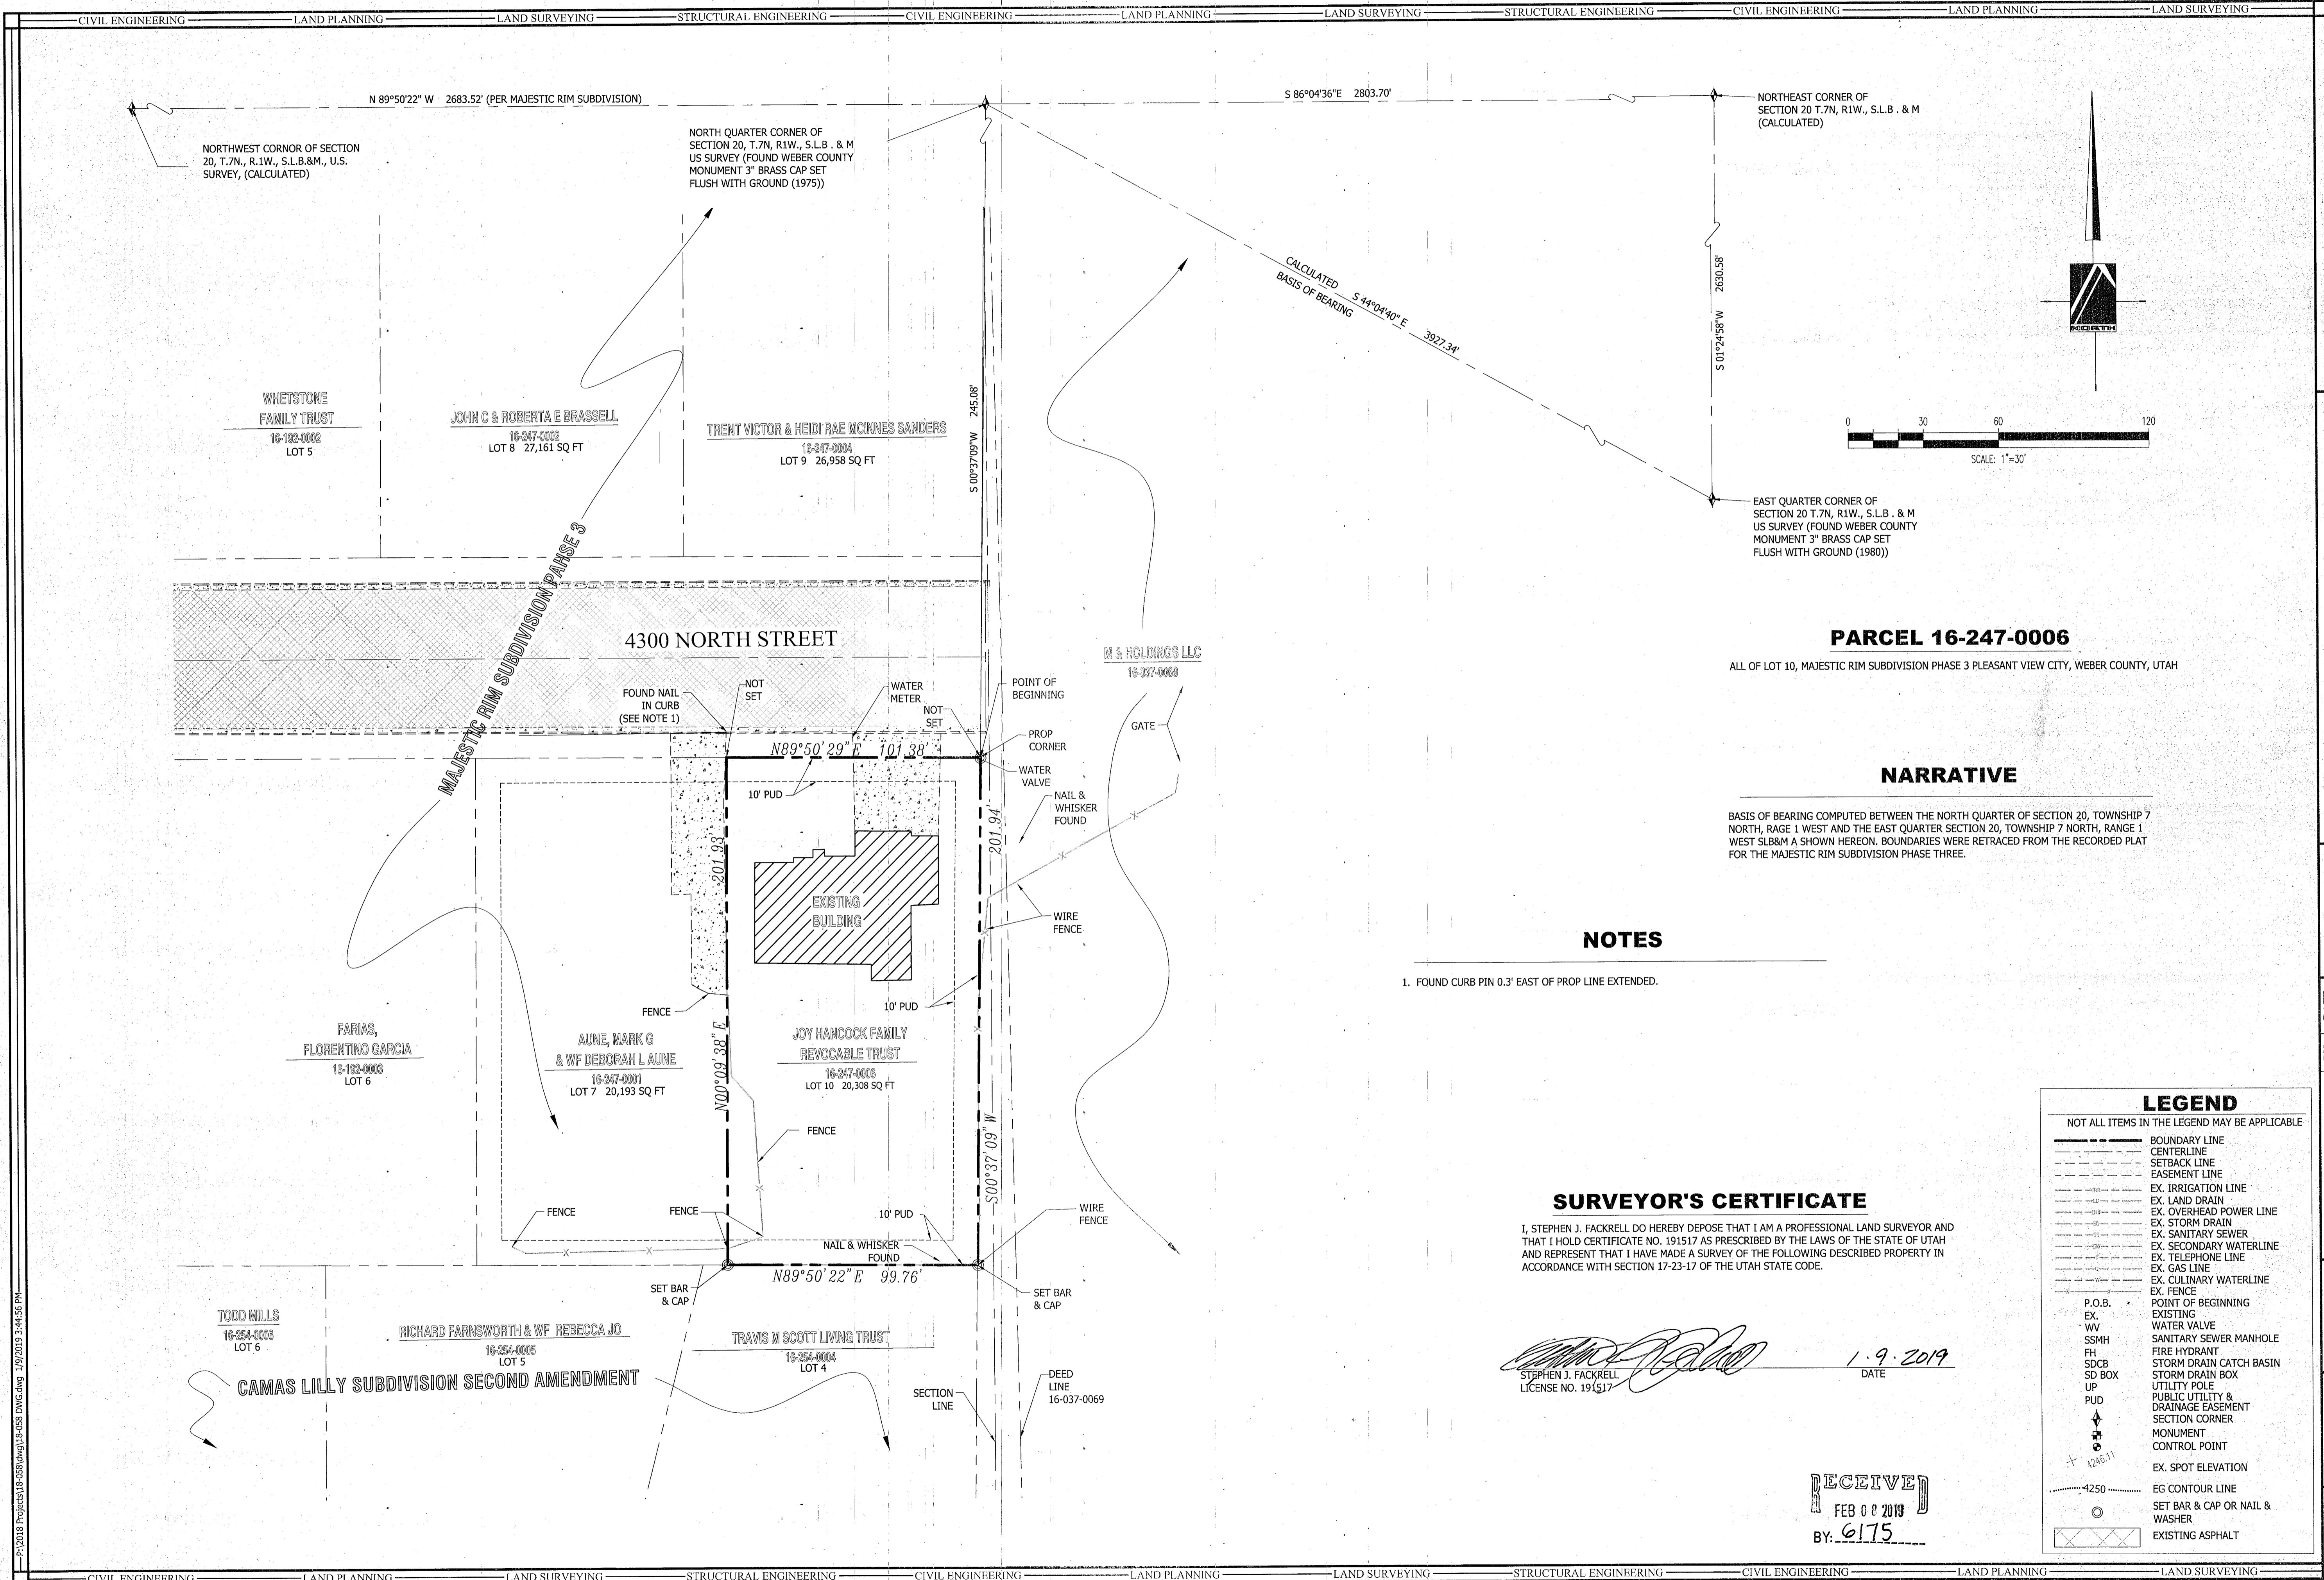 CIVIL ENGINEERING LAND PLANNING LAND SURVEYING STRUCTURAL ENGINEERING CIVIL ENGINEERING LAND PLANNING LAND SURVEYING STRUCTURAL ENGINEERING CIVIL ENGINEERING LAND PLANNING LAND SURVEYING
N 89°50'22" W 2683.52' (PER MAJESTIC RIM SUBDIVISION)
S 86°04'36"E 2803.70'
NORTHWEST CORNOR OF SECTION
20, T.7N., R.1W., S.L.B.&M., U.S.
SURVEY, (CALCULATED)
NORTH QUARTER CORNER OF
SECTION 20, T.7N, R1W., S.L.B . & M
US SURVEY (FOUND WEBER COUNTY
MONUMENT 3" BRASS CAP SET
FLUSH WITH GROUND (1975))
NORTHEAST CORNER OF
SECTION 20 T.7N, R1W., S.L.B . & M
(CALCULATED)
CALCULATED
BASIS OF BEARING
S 44°04'40" E 3927.34'
S 01°24'58"W 2630.58'
NORTH
0 30 60 120
SCALE: 1"=30'
EAST QUARTER CORNER OF
SECTION 20 T.7N, R1W., S.L.B . & M
US SURVEY (FOUND WEBER COUNTY
MONUMENT 3" BRASS CAP SET
FLUSH WITH GROUND (1980))
WHETSTONE
FAMILY TRUST
16-192-0002
LOT 5
JOHN C & ROBERTA E BRASSELL
16-247-0002
LOT 8 27,161 SQ FT
TRENT VICTOR & HEIDI RAE MCINNES SANDERS
16-247-0004
LOT 9 26,958 SQ FT
S 00°37'09"W 245.08'
MAJESTIC RIM SUBDIVISION PAHSE 3
4300 NORTH STREET
M & HOLDINGS LLC
16-037-0069
FOUND NAIL
IN CURB
(SEE NOTE 1)
NOT
SET
WATER
METER
NOT
SET
POINT OF
BEGINNING
GATE
PROP
CORNER
WATER
VALVE
NAIL &
WHISKER
FOUND
N89°50'29"E 101.38'
10' PUD
201.93'
201.94'
EXISTING
BUILDING
WIRE
FENCE
10' PUD
FENCE
FARIAS,
FLORENTINO GARCIA
16-192-0003
LOT 6
AUNE, MARK G
& WF DEBORAH L AUNE
16-247-0001
LOT 7 20,193 SQ FT
N00°09'38"E
JOY HANCOCK FAMILY
REVOCABLE TRUST
16-247-0006
LOT 10 20,308 SQ FT
FENCE
S00°37'09"W
FENCE
FENCE
10' PUD
WIRE
FENCE
NAIL & WHISKER
FOUND
N89°50'22"E 99.76'
SET BAR
& CAP
SET BAR
& CAP
TODD MILLS
16-254-0006
LOT 6
RICHARD FARNSWORTH & WF REBECCA JO
16-254-0005
LOT 5
TRAVIS M SCOTT LIVING TRUST
16-254-0004
LOT 4
CAMAS LILLY SUBDIVISION SECOND AMENDMENT
SECTION
LINE
DEED
LINE
16-037-0069
PARCEL 16-247-0006
ALL OF LOT 10, MAJESTIC RIM SUBDIVISION PHASE 3 PLEASANT VIEW CITY, WEBER COUNTY, UTAH
NARRATIVE
BASIS OF BEARING COMPUTED BETWEEN THE NORTH QUARTER OF SECTION 20, TOWNSHIP 7
NORTH, RAGE 1 WEST AND THE EAST QUARTER SECTION 20, TOWNSHIP 7 NORTH, RANGE 1
WEST SLB&M A SHOWN HEREON. BOUNDARIES WERE RETRACED FROM THE RECORDED PLAT
FOR THE MAJESTIC RIM SUBDIVISION PHASE THREE.
NOTES
1. FOUND CURB PIN 0.3' EAST OF PROP LINE EXTENDED.
SURVEYOR'S CERTIFICATE
I, STEPHEN J. FACKRELL DO HEREBY DEPOSE THAT I AM A PROFESSIONAL LAND SURVEYOR AND
THAT I HOLD CERTIFICATE NO. 191517 AS PRESCRIBED BY THE LAWS OF THE STATE OF UTAH
AND REPRESENT THAT I HAVE MADE A SURVEY OF THE FOLLOWING DESCRIBED PROPERTY IN
ACCORDANCE WITH SECTION 17-23-17 OF THE UTAH STATE CODE.
STEPHEN J. FACKRELL
LICENSE NO. 191517
1.9.2019
DATE
RECEIVED
FEB 08 2019
BY: 6175
LEGEND
NOT ALL ITEMS IN THE LEGEND MAY BE APPLICABLE
BOUNDARY LINE
CENTERLINE
SETBACK LINE
EASEMENT LINE
EX. IRRIGATION LINE
EX. LAND DRAIN
EX. OVERHEAD POWER LINE
EX. STORM DRAIN
EX. SANITARY SEWER
EX. SECONDARY WATERLINE
EX. TELEPHONE LINE
EX. GAS LINE
EX. CULINARY WATERLINE
EX. FENCE
P.O.B. POINT OF BEGINNING
EX. EXISTING
WV WATER VALVE
SSMH SANITARY SEWER MANHOLE
FH FIRE HYDRANT
SDCB STORM DRAIN CATCH BASIN
SD BOX STORM DRAIN BOX
UP UTILITY POLE
PUD PUBLIC UTILITY &
DRAINAGE EASEMENT
SECTION CORNER
MONUMENT
CONTROL POINT
4246.11 EX. SPOT ELEVATION
4250 EG CONTOUR LINE
SET BAR & CAP OR NAIL &
WASHER
EXISTING ASPHALT
P:\2018 Projects\18-058\dwg\18-058 DWG.dwg 1/9/2019 3:44:56 PM
CIVIL ENGINEERING LAND PLANNING LAND SURVEYING STRUCTURAL ENGINEERING CIVIL ENGINEERING LAND PLANNING LAND SURVEYING STRUCTURAL ENGINEERING CIVIL ENGINEERING LAND PLANNING LAND SURVEYING